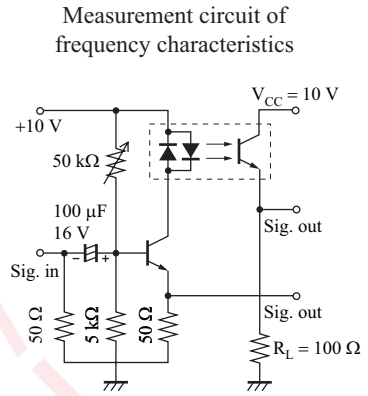 Measurement circuit of
frequency characteristics
V_CC = 10 V
+10 V
50 kΩ
100 μF
16 V
Sig. out
Sig. in
- +
Sig. out
50 Ω
5 kΩ
50 Ω
R_L = 100 Ω